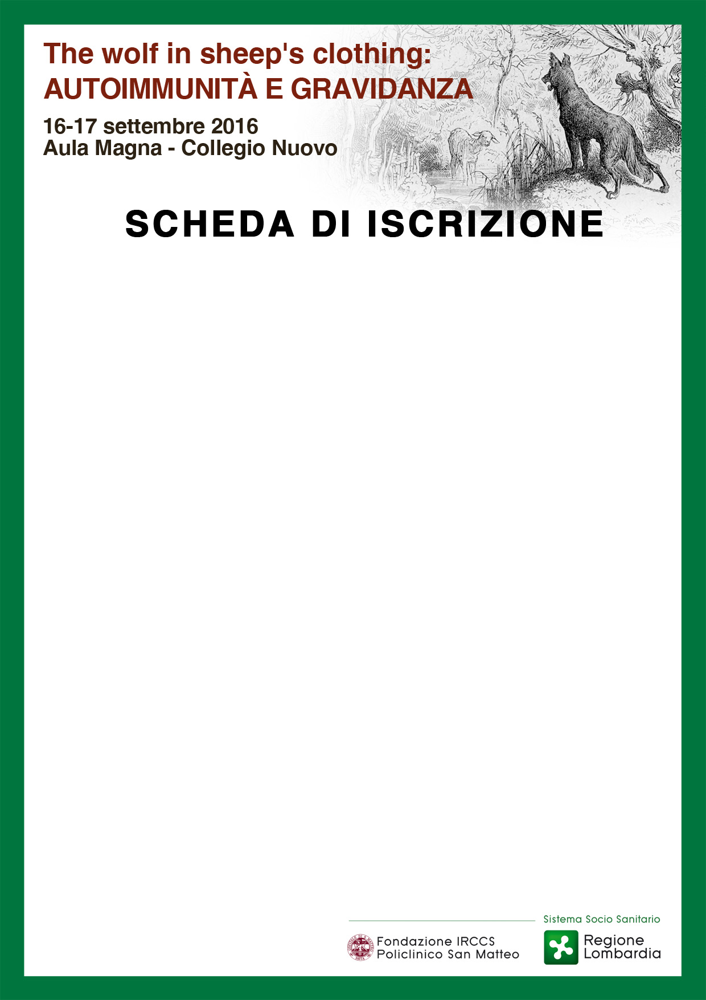 The wolf in sheep's clothing:
AUTOIMMUNITÀ E GRAVIDANZA
16-17 settembre 2016
Aula Magna - Collegio Nuovo
SCHEDA DI ISCRIZIONE
Sistema Socio Sanitario
Fondazione IRCCS
Policlinico San Matteo
Regione
Lombardia